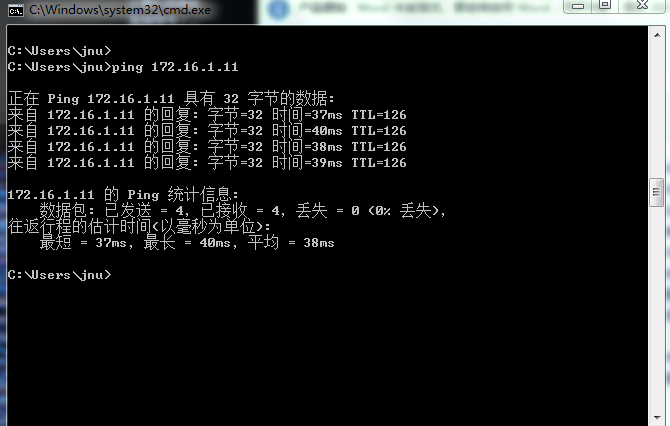 C:\Windows\system32\cmd.exe
C:\Users\jnu>
C:\Users\jnu>ping 172.16.1.11
正在 Ping 172.16.1.11 具有 32 字节的数据:
来自 172.16.1.11 的回复: 字节=32 时间=37ms TTL=126
来自 172.16.1.11 的回复: 字节=32 时间=40ms TTL=126
来自 172.16.1.11 的回复: 字节=32 时间=38ms TTL=126
来自 172.16.1.11 的回复: 字节=32 时间=39ms TTL=126
172.16.1.11 的 Ping 统计信息:
数据包: 已发送 = 4, 已接收 = 4, 丢失 = 0 (0% 丢失),
往返行程的估计时间(以毫秒为单位):
最短 = 37ms, 最长 = 40ms, 平均 = 38ms
C:\Users\jnu>